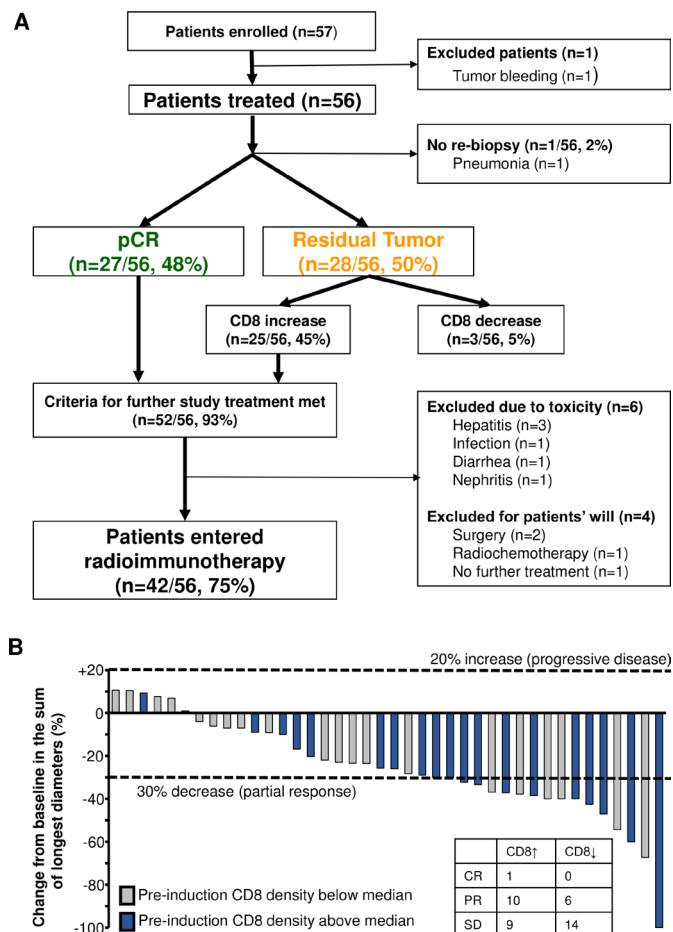 A
Patients enrolled (n=57)
Excluded patients (n=1)
Tumor bleeding (n=1)
Patients treated (n=56)
No re-biopsy (n=1/56, 2%)
Pneumonia (n=1)
pCR
(n=27/56, 48%)
Residual Tumor
(n=28/56, 50%)
CD8 increase
(n=25/56, 45%)
CD8 decrease
(n=3/56, 5%)
Criteria for further study treatment met
(n=52/56, 93%)
Excluded due to toxicity (n=6)
Hepatitis (n=3)
Infection (n=1)
Diarrhea (n=1)
Nephritis (n=1)
Excluded for patients' will (n=4)
Surgery (n=2)
Radiochemotherapy (n=1)
No further treatment (n=1)
Patients entered
radioimmunotherapy
(n=42/56, 75%)
B
Change from baseline in the sum
of longest diameters (%)
+20
0
-20
-40
-60
-80
-100
20% increase (progressive disease)
30% decrease (partial response)
Pre-induction CD8 density below median
Pre-induction CD8 density above median
CD8↑ CD8↓
CR 1 0
PR 10 6
SD 9 14